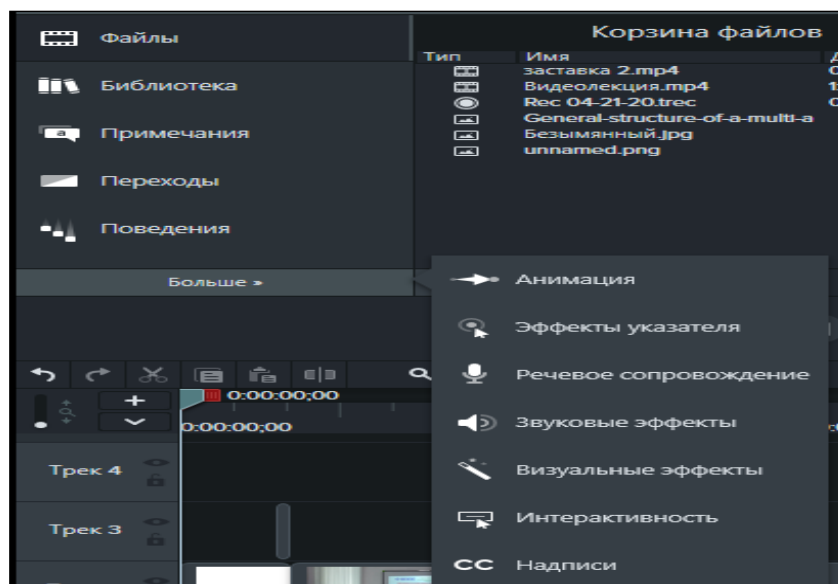 Файлы
Корзина файлов
Тип Имя
заставка 2.mp4
Библиотека
Видеолекция.mp4
Rec 04-21-20.trec
General-structure-of-a-multi-a
Примечания
Безымянный.jpg
unnamed.png
Переходы
Поведения
Больше »
Анимация
Эффекты указателя
Речевое сопровождение
0:00:00;00
0:00:00;00
Звуковые эффекты
Трек 4
Визуальные эффекты
Трек 3
Интерактивность
CC Надписи